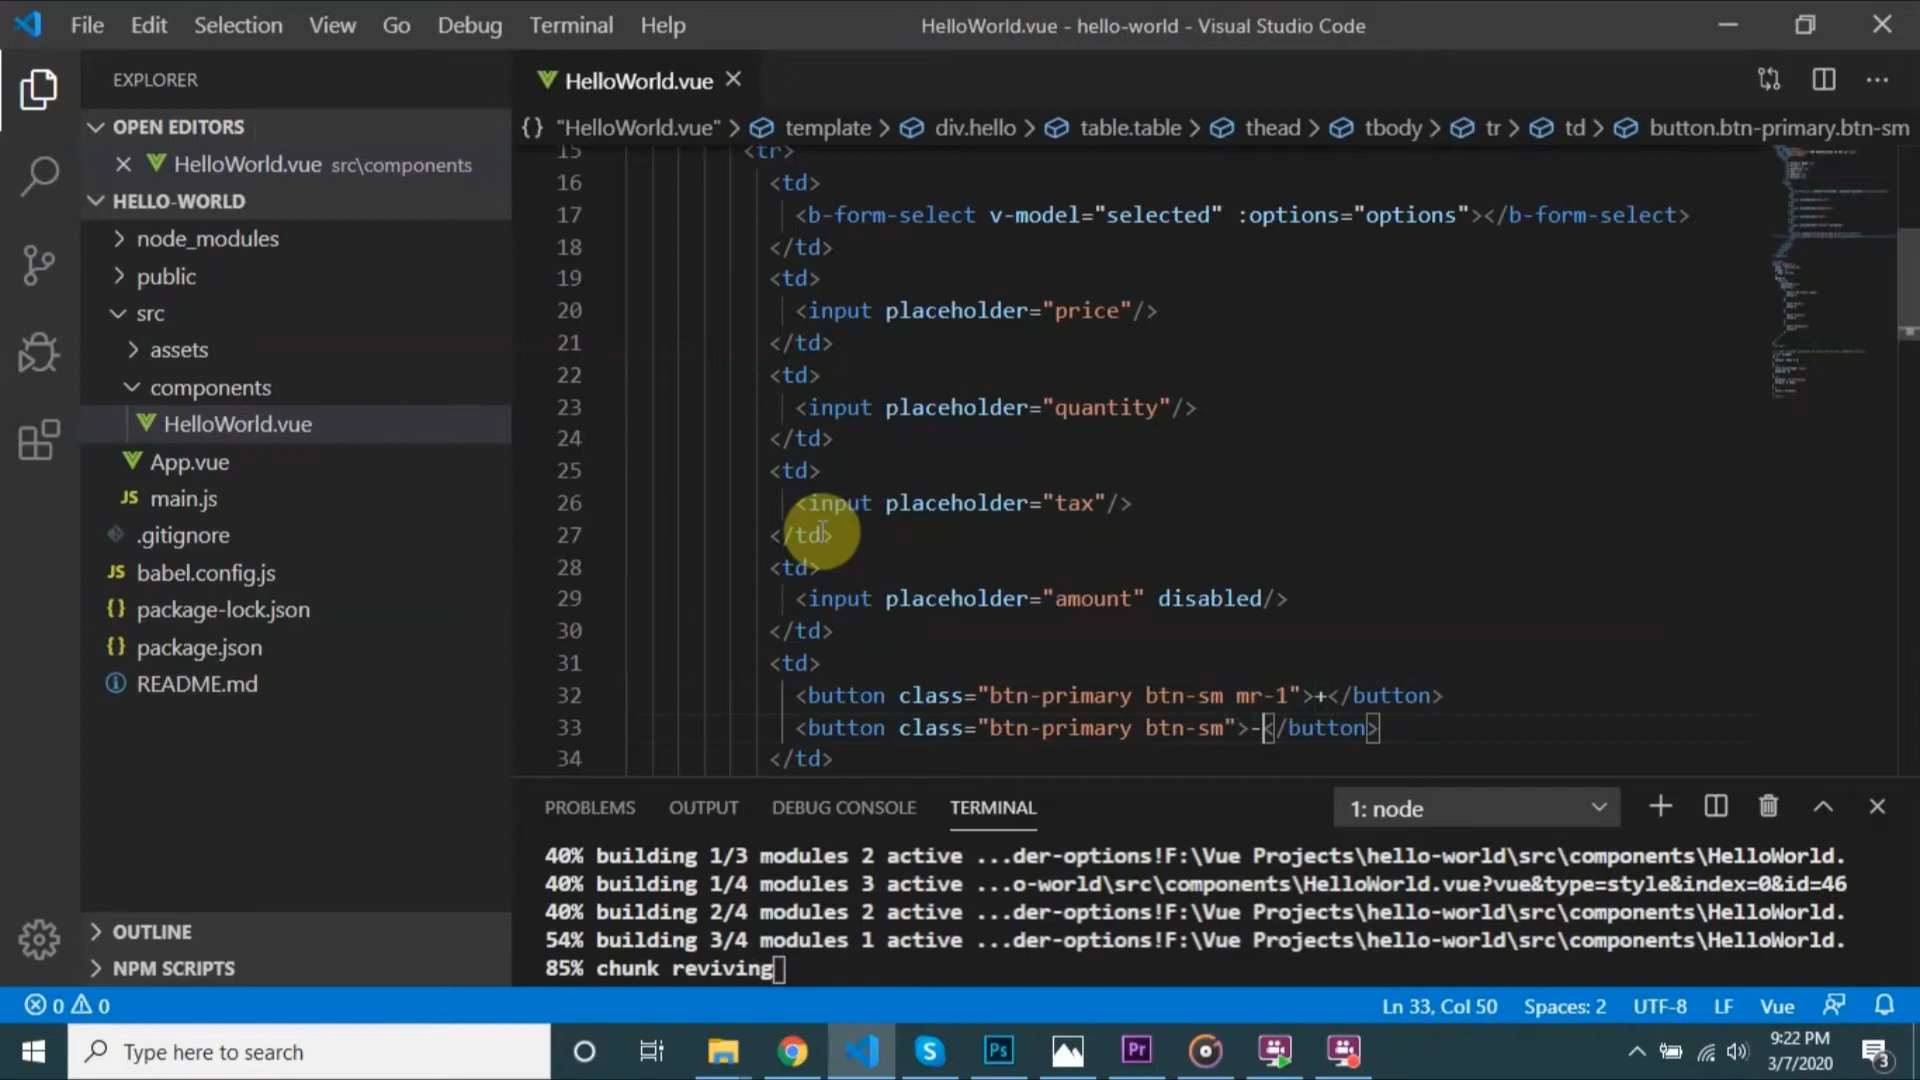 File Edit Selection View Go Debug Terminal Help
HelloWorld.vue - hello-world - Visual Studio Code
EXPLORER
OPEN EDITORS
HelloWorld.vue src\components
HELLO-WORLD
node_modules
public
src
assets
components
HelloWorld.vue
App.vue
JS main.js
.gitignore
JS babel.config.js
{} package-lock.json
{} package.json
README.md
OUTLINE
NPM SCRIPTS
HelloWorld.vue
{} "HelloWorld.vue" > template > div.hello > table.table > thead > tbody > tr > td > button.btn-primary.btn-sm
15 <tr>
16 <td>
17 <b-form-select v-model="selected" :options="options"></b-form-select>
18 </td>
19 <td>
20 <input placeholder="price"/>
21 </td>
22 <td>
23 <input placeholder="quantity"/>
24 </td>
25 <td>
26 <input placeholder="tax"/>
27 </td>
28 <td>
29 <input placeholder="amount" disabled/>
30 </td>
31 <td>
32 <button class="btn-primary btn-sm mr-1">+</button>
33 <button class="btn-primary btn-sm">-</button>
34 </td>
PROBLEMS OUTPUT DEBUG CONSOLE TERMINAL 1: node
40% building 1/3 modules 2 active ...der-options!F:\Vue Projects\hello-world\src\components\HelloWorld.
40% building 1/4 modules 3 active ...o-world\src\components\HelloWorld.vue?vue&type=style&index=0&id=46
40% building 2/4 modules 2 active ...der-options!F:\Vue Projects\hello-world\src\components\HelloWorld.
54% building 3/4 modules 1 active ...der-options!F:\Vue Projects\hello-world\src\components\HelloWorld.
85% chunk reviving
0 0 Ln 33, Col 50 Spaces: 2 UTF-8 LF Vue
Type here to search
S Ps Pr
9:22 PM
3/7/2020
3